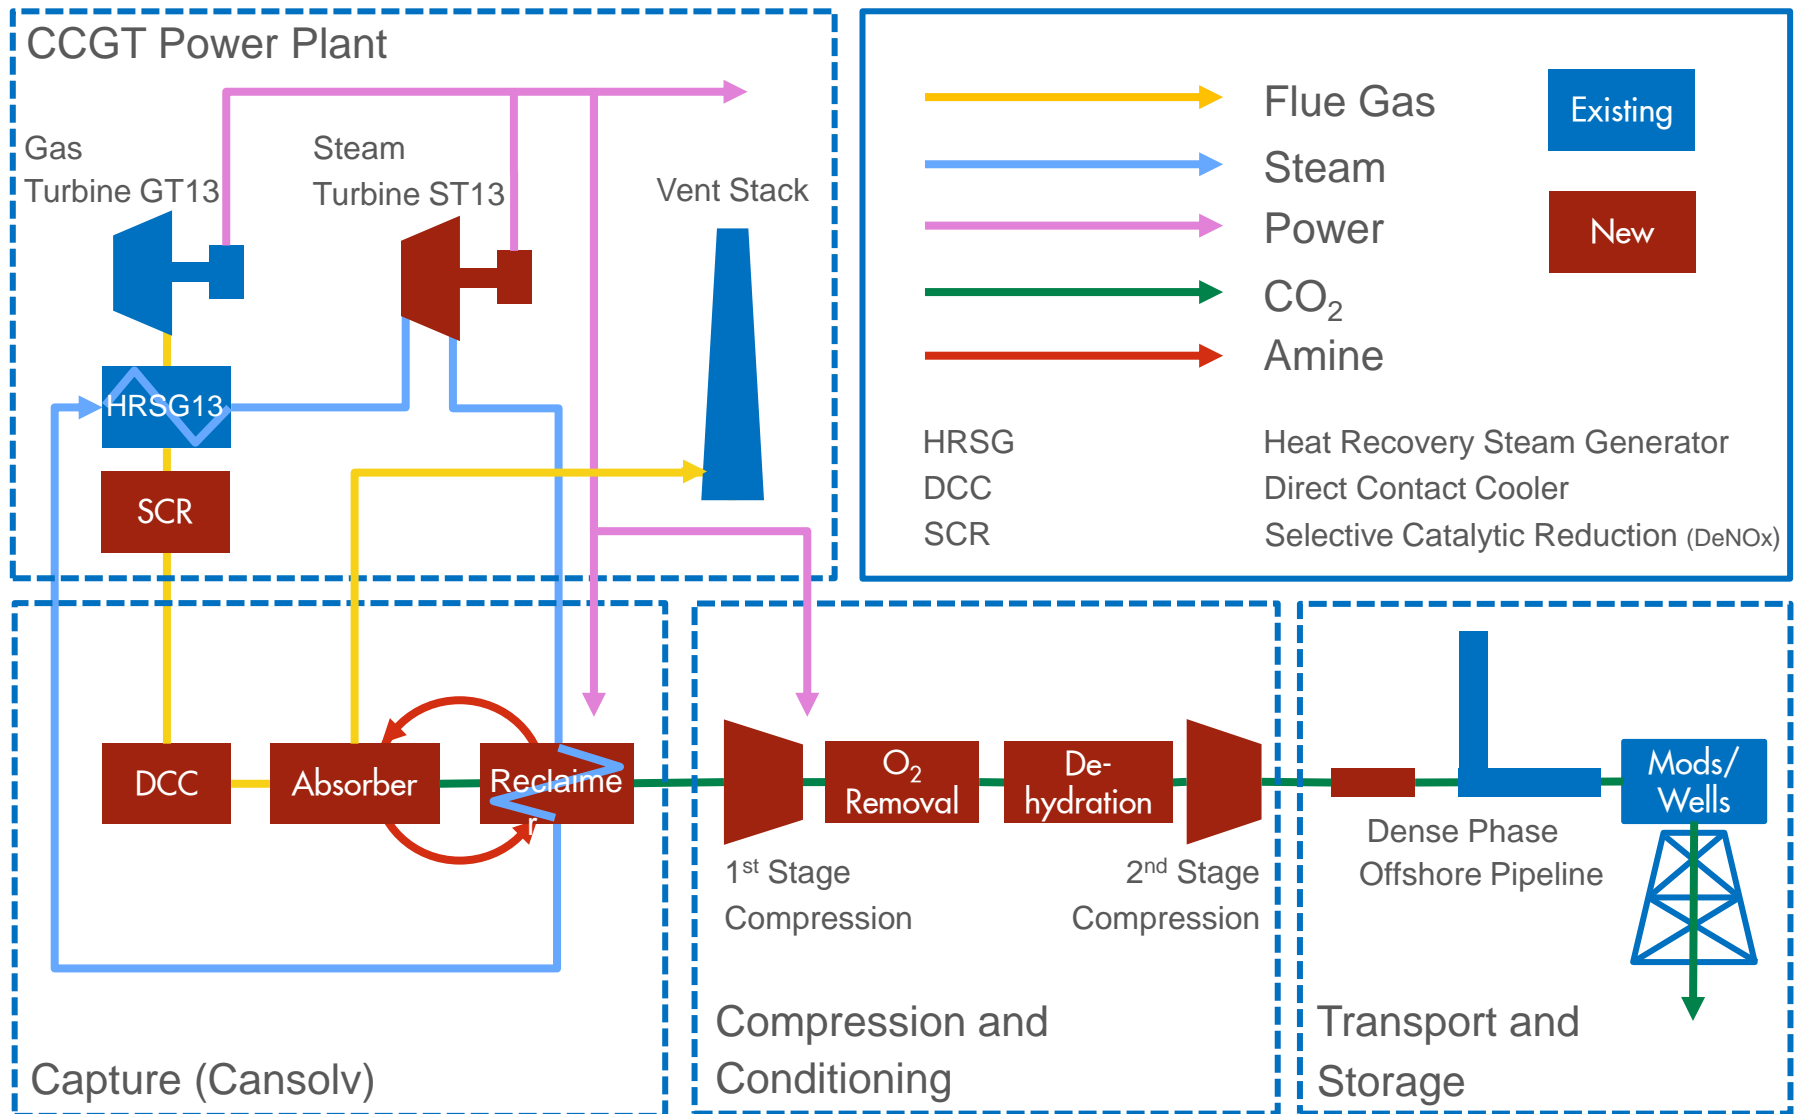 CCGT Power Plant
Gas
Turbine GT13
Steam
Turbine ST13
Vent Stack
HRSG13
SCR
Flue Gas
Steam
Power
CO₂
Amine
Existing
New
HRSG Heat Recovery Steam Generator
DCC Direct Contact Cooler
SCR Selective Catalytic Reduction (DeNOx)
DCC
Absorber
Reclaime
r
Capture (Cansolv)
O₂
Removal
De-
hydration
1st Stage
Compression
2nd Stage
Compression
Compression and
Conditioning
Mods/
Wells
Dense Phase
Offshore Pipeline
Transport and
Storage